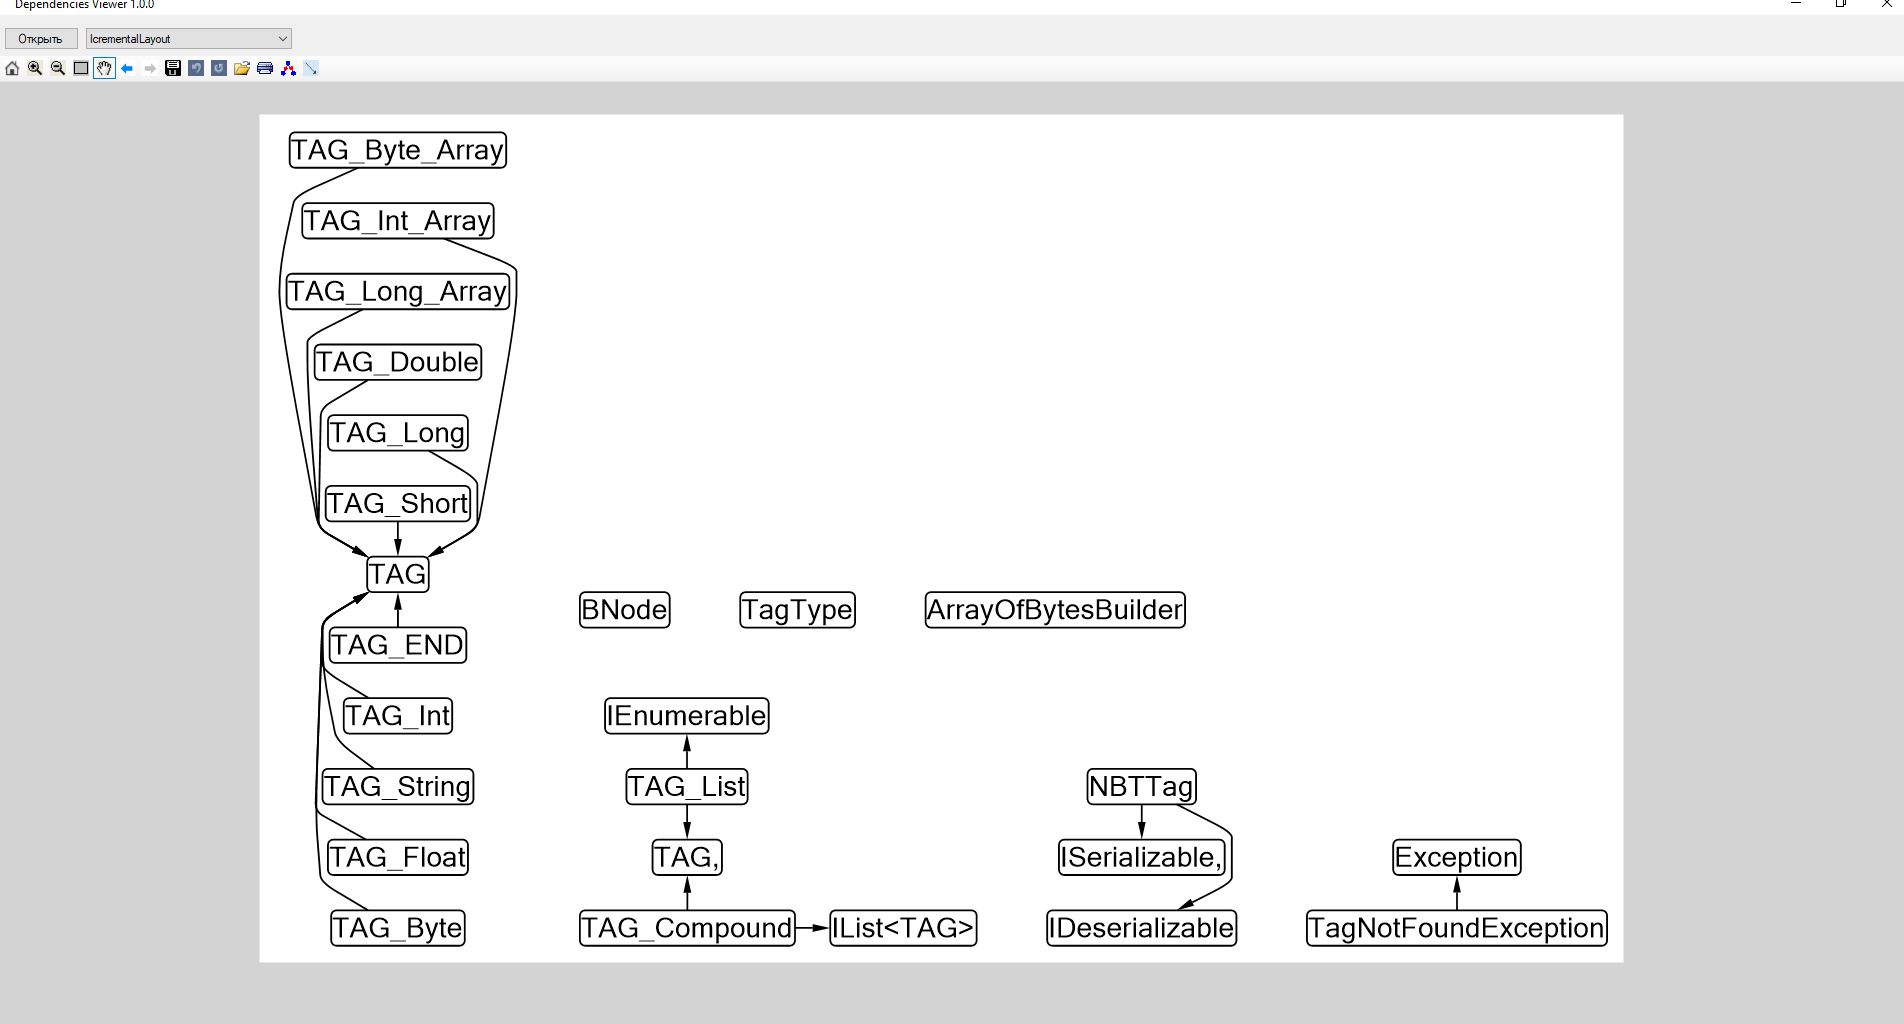 Dependencies Viewer 1.0.0
Открыть
IcrementalLayout
TAG_Byte_Array
TAG_Int_Array
TAG_Long_Array
TAG_Double
TAG_Long
TAG_Short
TAG
BNode
TagType
ArrayOfBytesBuilder
TAG_END
TAG_Int
IEnumerable
TAG_String
TAG_List
NBTTag
TAG_Float
TAG,
ISerializable,
Exception
TAG_Byte
TAG_Compound
IList<TAG>
IDeserializable
TagNotFoundException